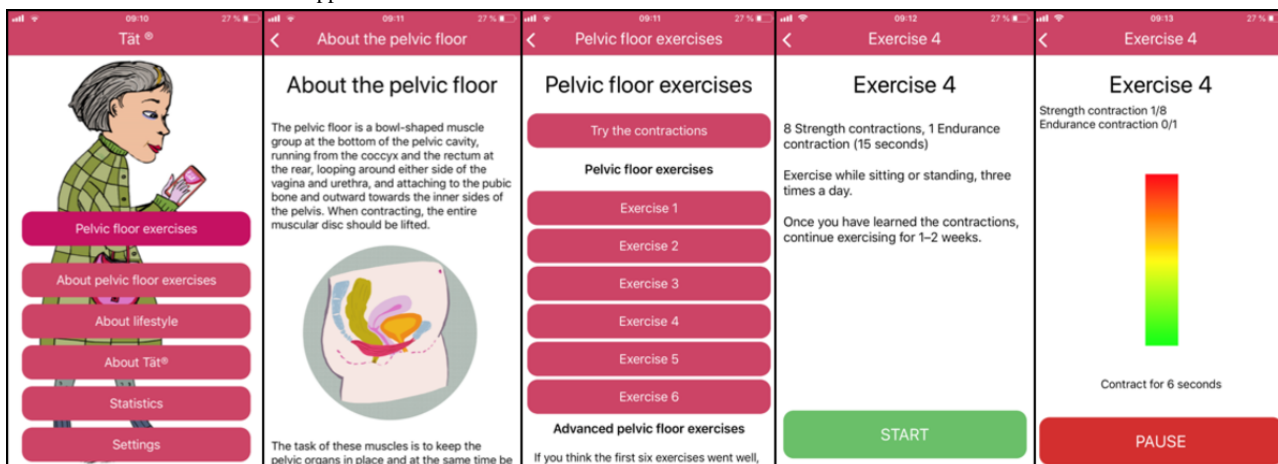 09:10 27 %
Tät ®
Pelvic floor exercises
About pelvic floor exercises
About lifestyle
About Tät®
Statistics
Settings
09:11 27 %
About the pelvic floor
About the pelvic floor
The pelvic floor is a bowl-shaped muscle
group at the bottom of the pelvic cavity,
running from the coccyx and the rectum at
the rear, looping around either side of the
vagina and urethra, and attaching to the pubic
bone and outward towards the inner sides of
the pelvis. When contracting, the entire
muscular disc should be lifted.
The task of these muscles is to keep the
pelvic organs in place and at the same time be
09:11 27 %
Pelvic floor exercises
Pelvic floor exercises
Try the contractions
Pelvic floor exercises
Exercise 1
Exercise 2
Exercise 3
Exercise 4
Exercise 5
Exercise 6
Advanced pelvic floor exercises
If you think the first six exercises went well,
09:12 27 %
Exercise 4
Exercise 4
8 Strength contractions, 1 Endurance
contraction (15 seconds)
Exercise while sitting or standing, three
times a day.
Once you have learned the contractions,
continue exercising for 1–2 weeks.
START
09:13 27 %
Exercise 4
Exercise 4
Strength contraction 1/8
Endurance contraction 0/1
Contract for 6 seconds
PAUSE